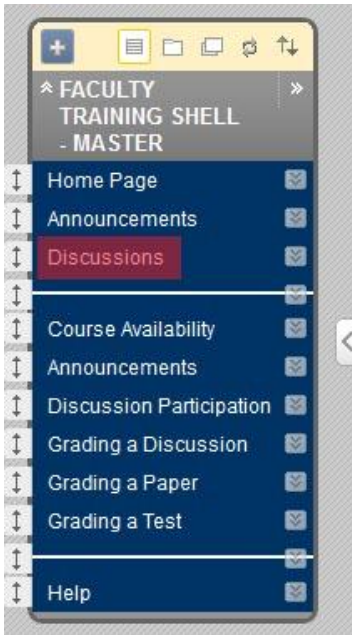 FACULTY
TRAINING SHELL
- MASTER
Home Page
Announcements
Discussions
Course Availability
Announcements
Discussion Participation
Grading a Discussion
Grading a Paper
Grading a Test
Help